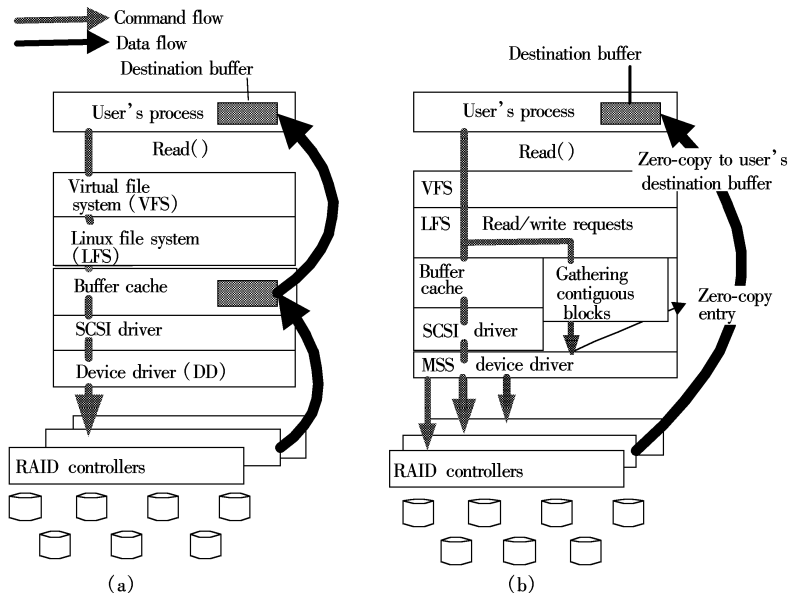 Command flow
Data flow
Destination buffer
User's process
Read()
Virtual file
system (VFS)
Linux file system
(LFS)
Buffer cache
SCSI driver
Device driver (DD)
RAID controllers
(a)
Destination buffer
User's process
Read()
Zero-copy to user's
destination buffer
VFS
LFS
Read/write requests
Buffer
cache
Gathering
contiguous
blocks
Zero-copy
entry
SCSI driver
MSS device driver
RAID controllers
(b)